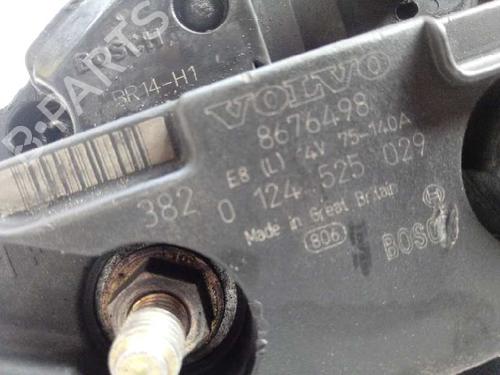 BOSCH
BR14-H1
VOLVO
8676498
E8 (L) 14V 75-140A
382 0 124 525 029
Made in Great Britain
806
BOSCH
PARTS